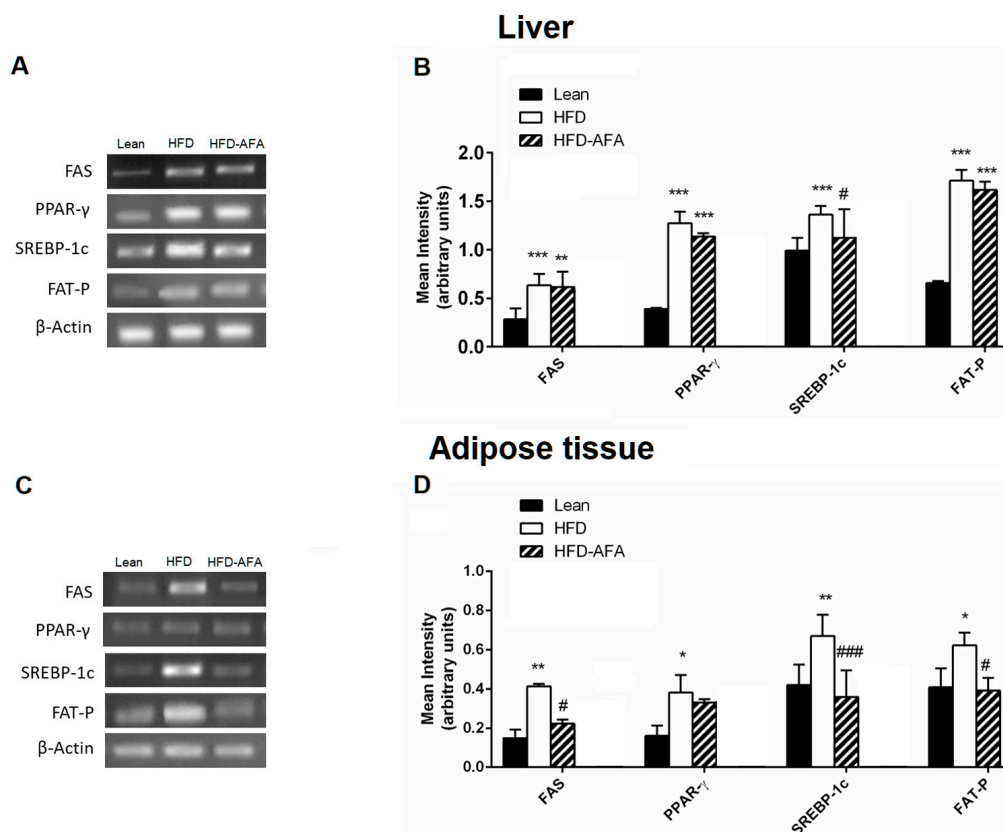 Liver
A
Lean HFD HFD-AFA
FAS
PPAR-γ
SREBP-1c
FAT-P
β-Actin
B
Lean
HFD
HFD-AFA
Mean Intensity
(arbitrary units)
2.0
1.5
1.0
0.5
0.0
*** **
*** ***
*** #
*** ***
FAS PPAR-γ SREBP-1c FAT-P
Adipose tissue
C
Lean HFD HFD-AFA
FAS
PPAR-γ
SREBP-1c
FAT-P
β-Actin
D
Lean
HFD
HFD-AFA
Mean Intensity
(arbitrary units)
1.0
0.8
0.6
0.4
0.2
0.0
** #
*
** ###
* #
FAS PPAR-γ SREBP-1c FAT-P